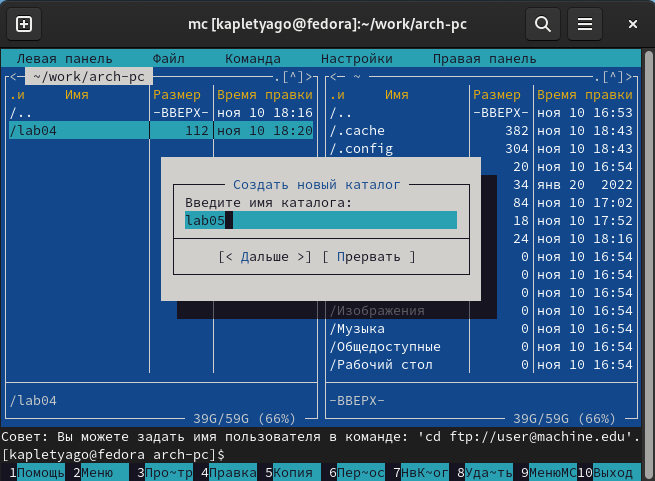 mc [kapletyago@fedora]:~/work/arch-pc
Левая панель Файл Команда Настройки Правая панель
<─ ~/work/arch-pc .[^]> <─ ~ .[^]>
.и Имя Размер Время правки .и Имя Размер Время правки
/.. -ВВЕРХ- ноя 10 18:16 /.. -ВВЕРХ- ноя 10 16:53
/lab04 112 ноя 10 18:20 /.cache 382 ноя 10 18:43
/.config 304 ноя 10 18:43
20 ноя 10 16:54
Создать новый каталог 34 янв 20 2022
Введите имя каталога: 84 ноя 10 17:02
lab05 18 ноя 10 17:52
24 ноя 10 18:16
[< Дальше >] [ Прервать ] 0 ноя 10 16:54
0 ноя 10 16:54
0 ноя 10 16:54
/Изображения 0 ноя 10 16:54
/Музыка 0 ноя 10 16:54
/Общедоступные 0 ноя 10 16:54
/Рабочий стол 0 ноя 10 16:54
/lab04 -ВВЕРХ-
39G/59G (66%) 39G/59G (66%)
Совет: Вы можете задать имя пользователя в команде: 'cd ftp://user@machine.edu'.
[kapletyago@fedora arch-pc]$
1Помощь 2Меню 3Про~тр 4Правка 5Копия 6Пер~ос 7НвК~ог 8Уда~ть 9МенюMC 10Выход